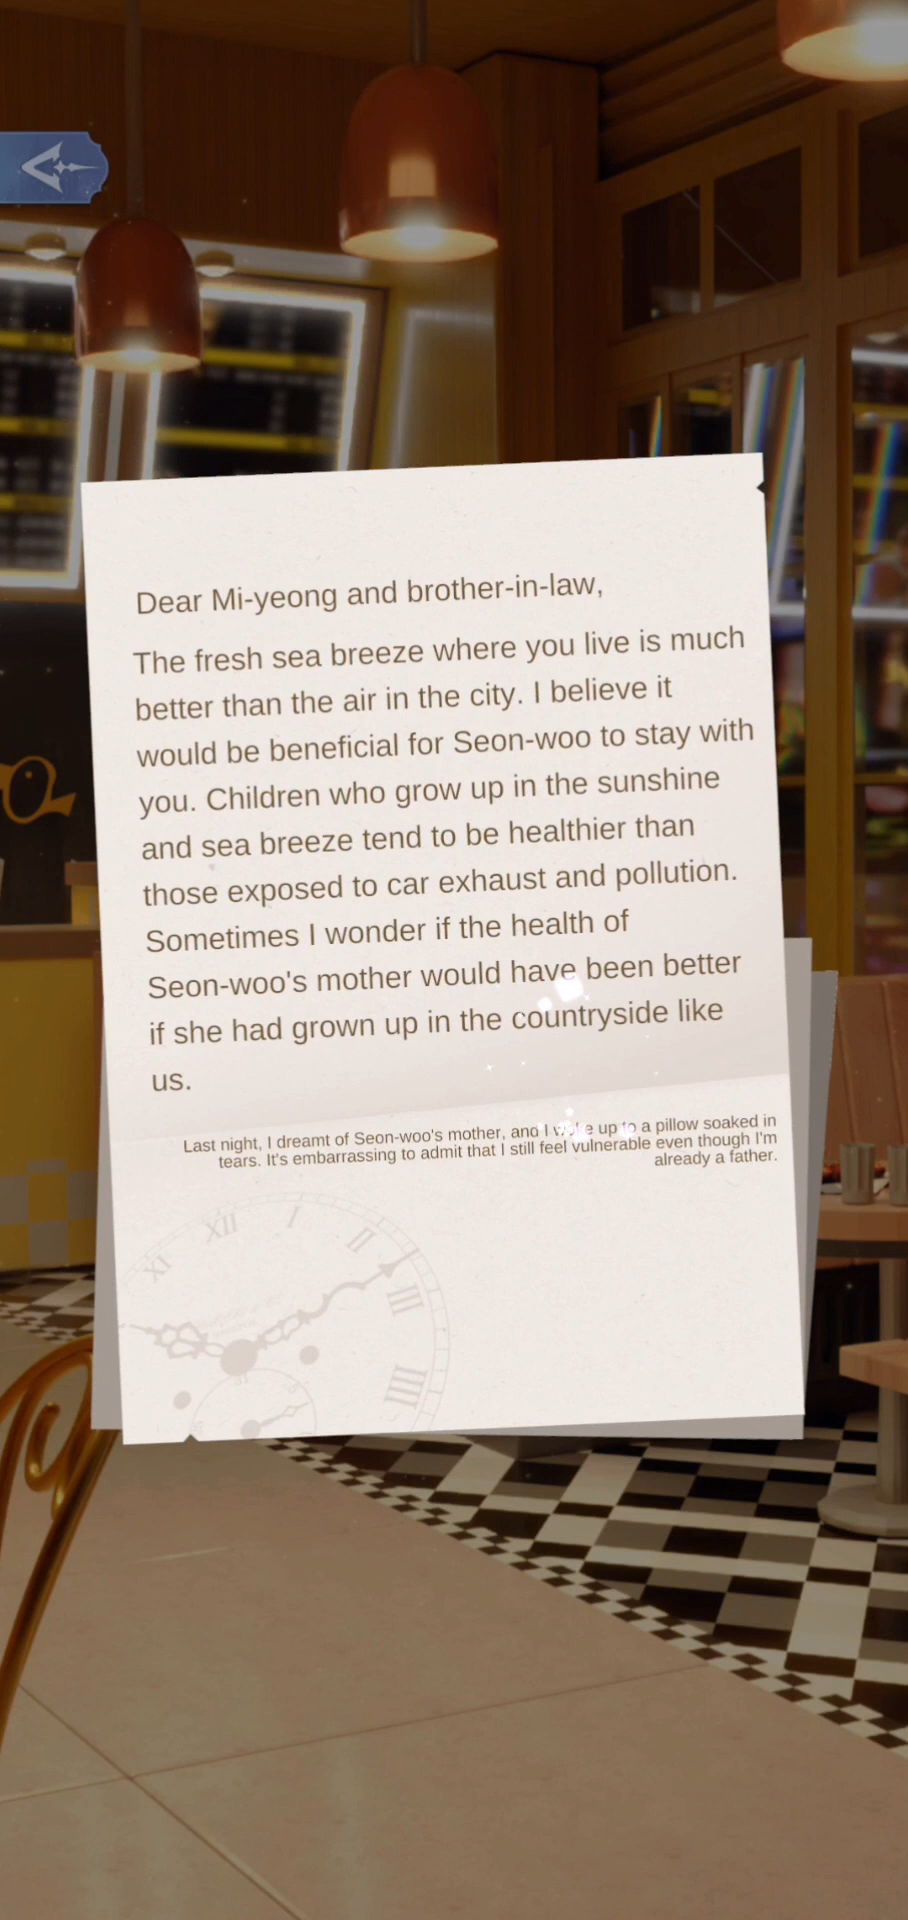 Dear Mi-yeong and brother-in-law,
The fresh sea breeze where you live is much
better than the air in the city. I believe it
would be beneficial for Seon-woo to stay with
you. Children who grow up in the sunshine
and sea breeze tend to be healthier than
those exposed to car exhaust and pollution.
Sometimes I wonder if the health of
Seon-woo's mother would have been better
if she had grown up in the countryside like
us.
Last night, I dreamt of Seon-woo's mother, and I woke up to a pillow soaked in
tears. It's embarrassing to admit that I still feel vulnerable even though I'm
already a father.
XI
XII
I
II
III
IIII